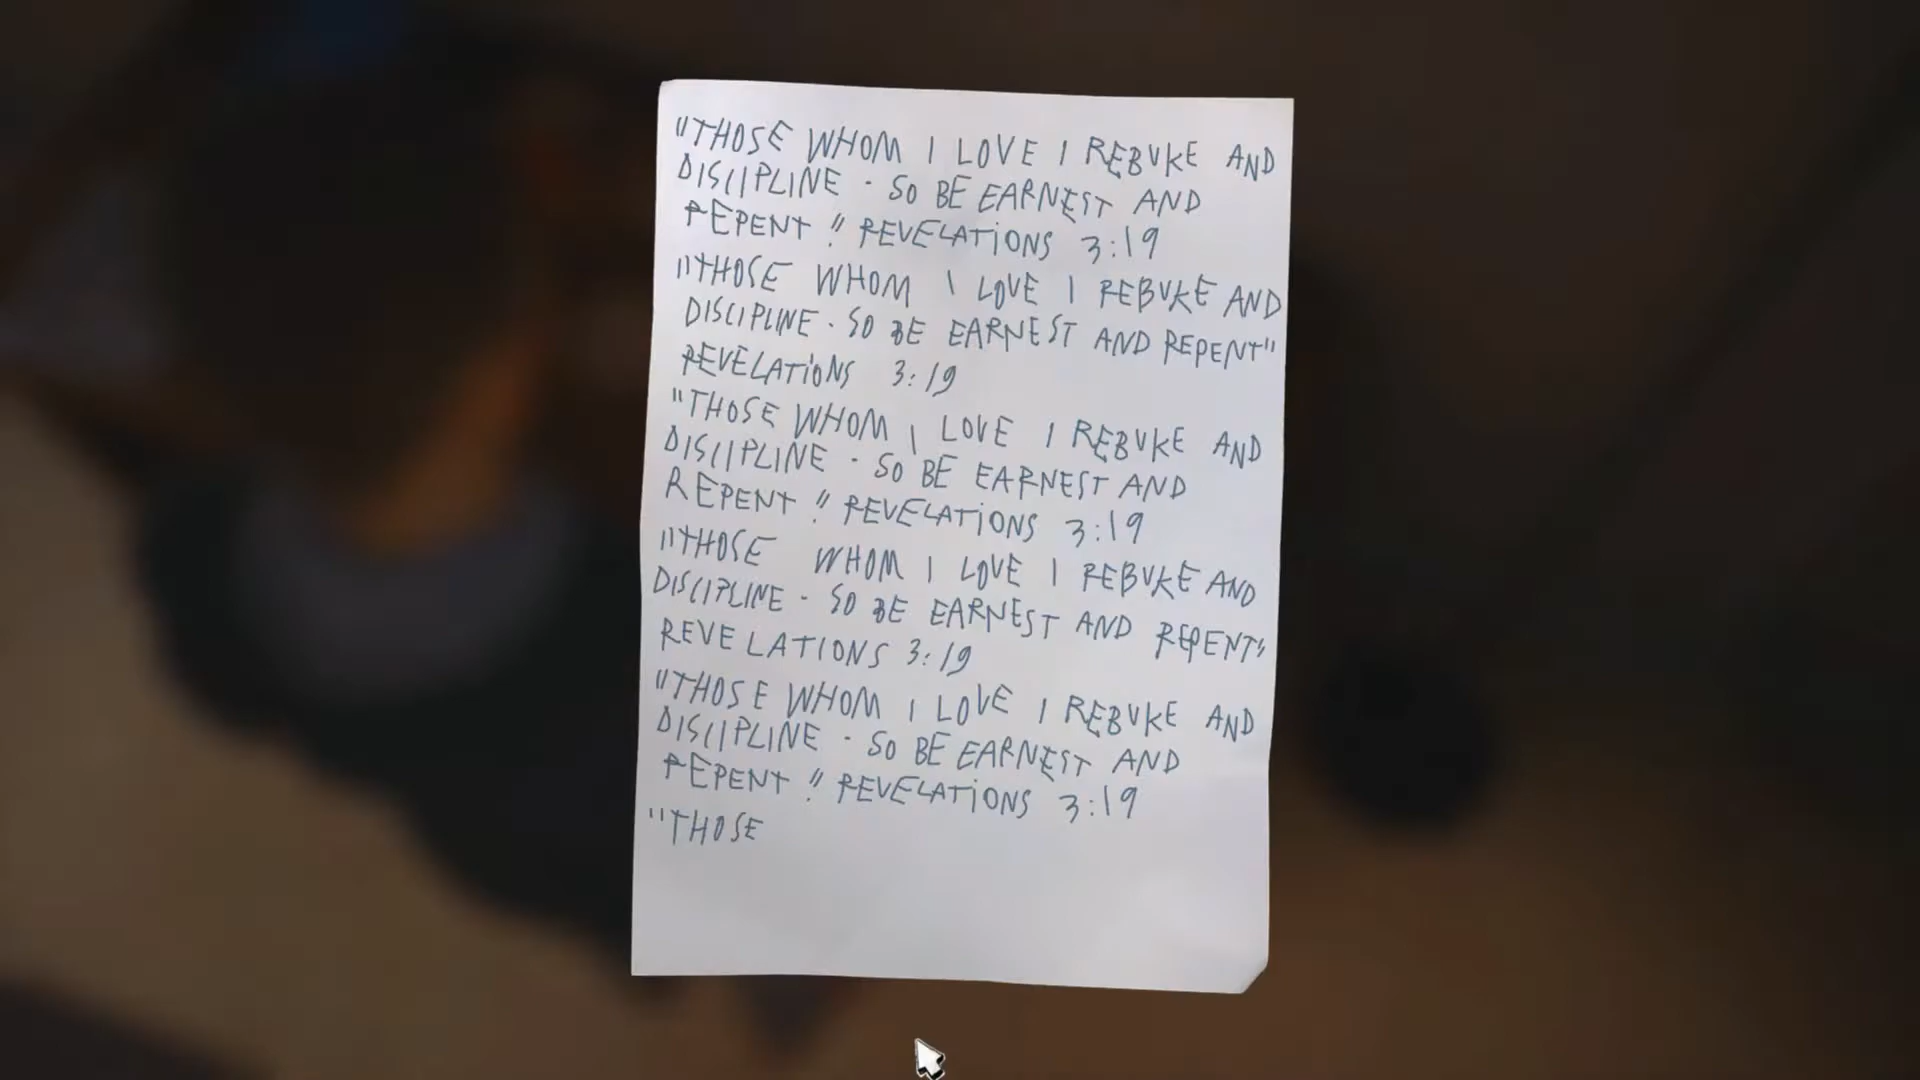 "THOSE WHOM I LOVE I REBUKE AND
DISCIPLINE - SO BE EARNEST AND
REPENT!" REVELATIONS 3:19
"THOSE WHOM I LOVE I REBUKE AND
DISCIPLINE - SO BE EARNEST AND REPENT"
REVELATIONS 3:19
"THOSE WHOM I LOVE I REBUKE AND
DISCIPLINE - SO BE EARNEST AND
REPENT!" REVELATIONS 3:19
"THOSE WHOM I LOVE I REBUKE AND
DISCIPLINE - SO BE EARNEST AND REPENT"
REVELATIONS 3:19
"THOSE WHOM I LOVE I REBUKE AND
DISCIPLINE - SO BE EARNEST AND
REPENT!" REVELATIONS 3:19
"THOSE